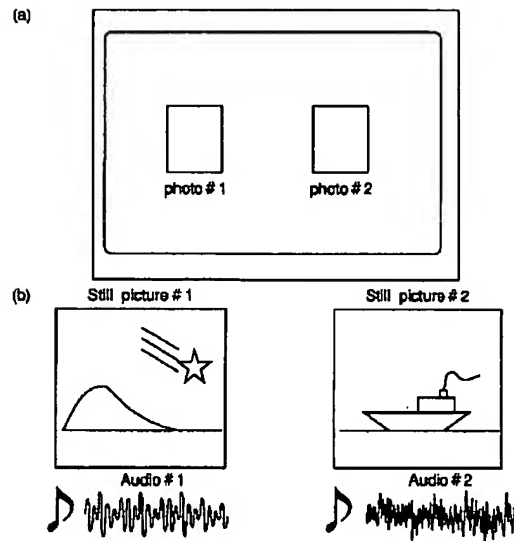 (a)
photo # 1 photo # 2
(b) Still picture # 1 Still picture # 2
Audio # 1 Audio # 2